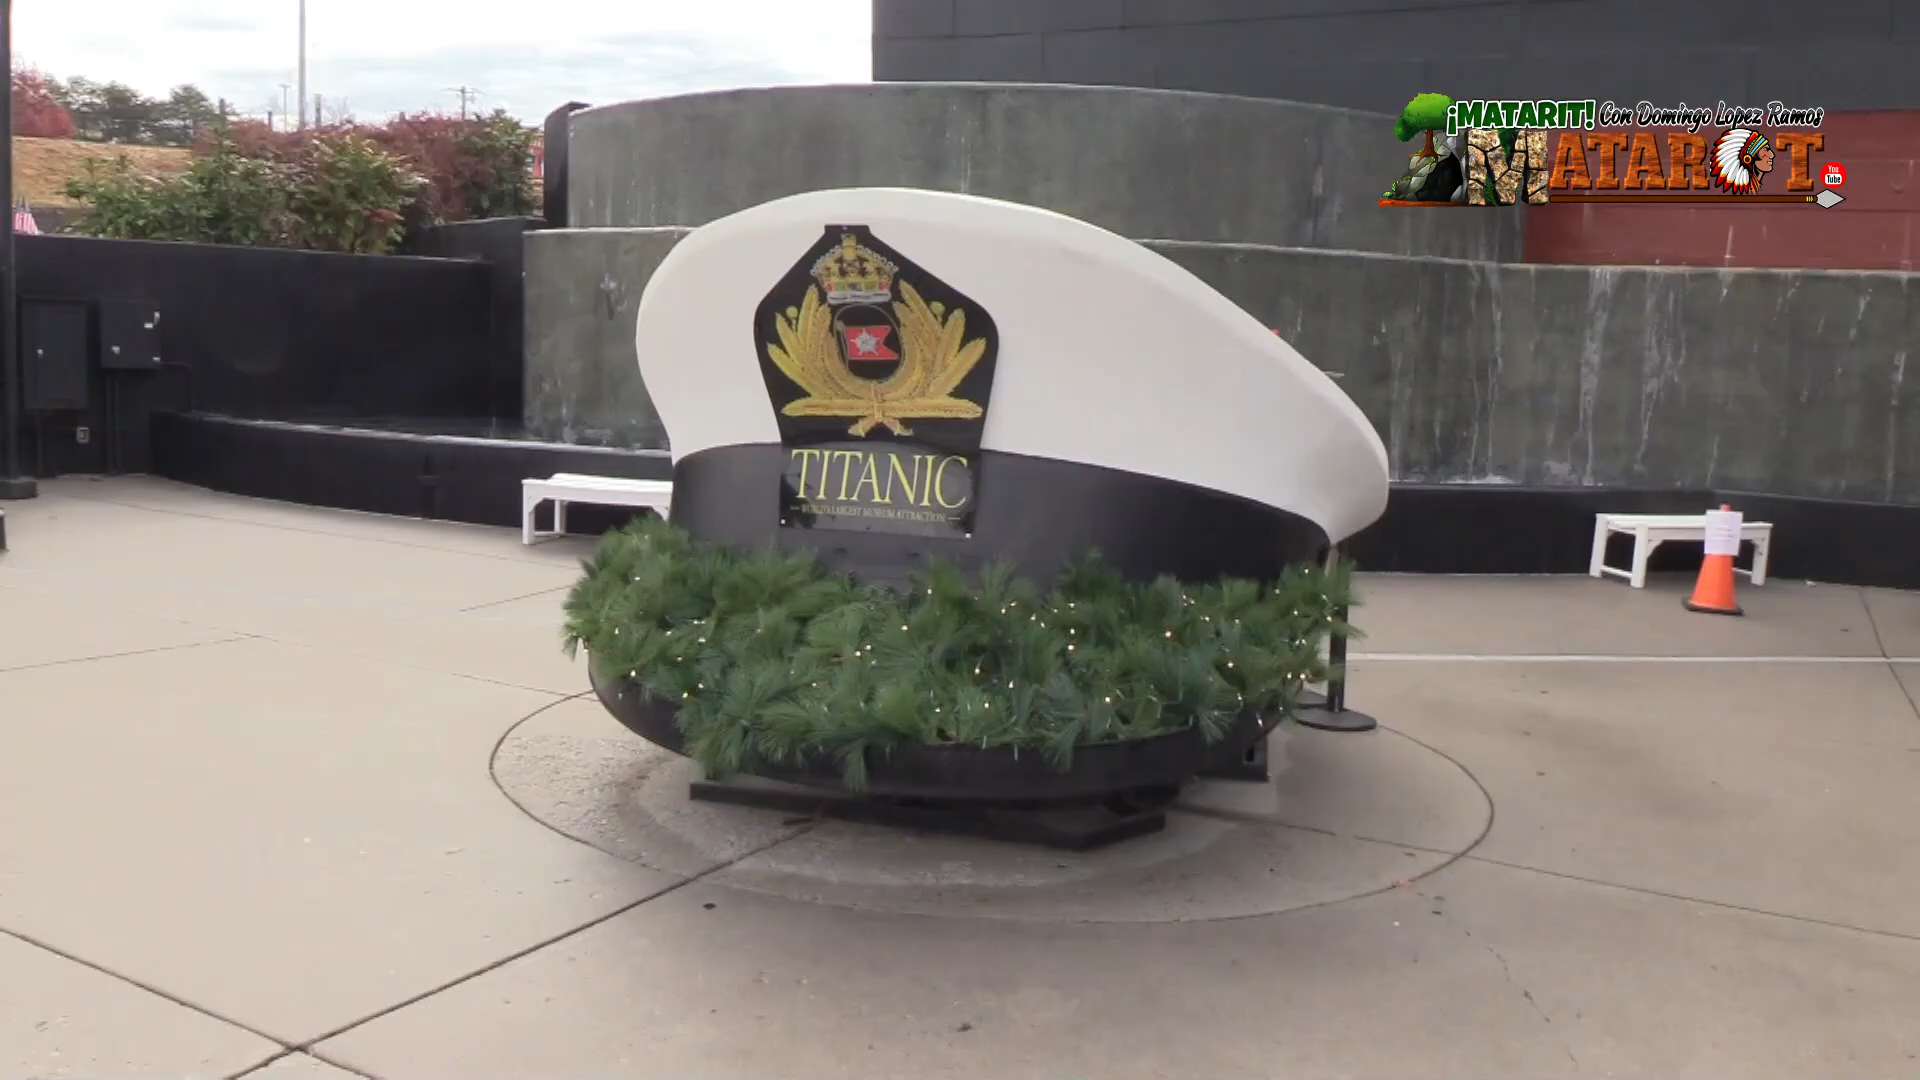 ¡MATARIT! Con Domingo Lopez Ramos
MATAROT
You
Tube
TITANIC
WORLD'S LARGEST MUSEUM ATTRACTION